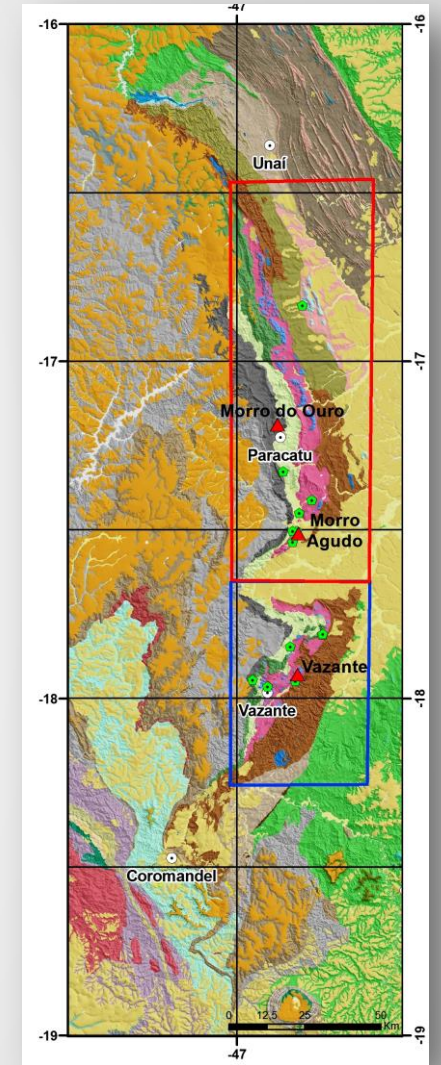 -47
-16 -16
Unaí
-17 -17
Morro do Ouro
Paracatu
Morro
Agudo
Vazante
-18 -18
Vazante
Coromandel
0 12,5 25 50
Km
-19 -19
-47